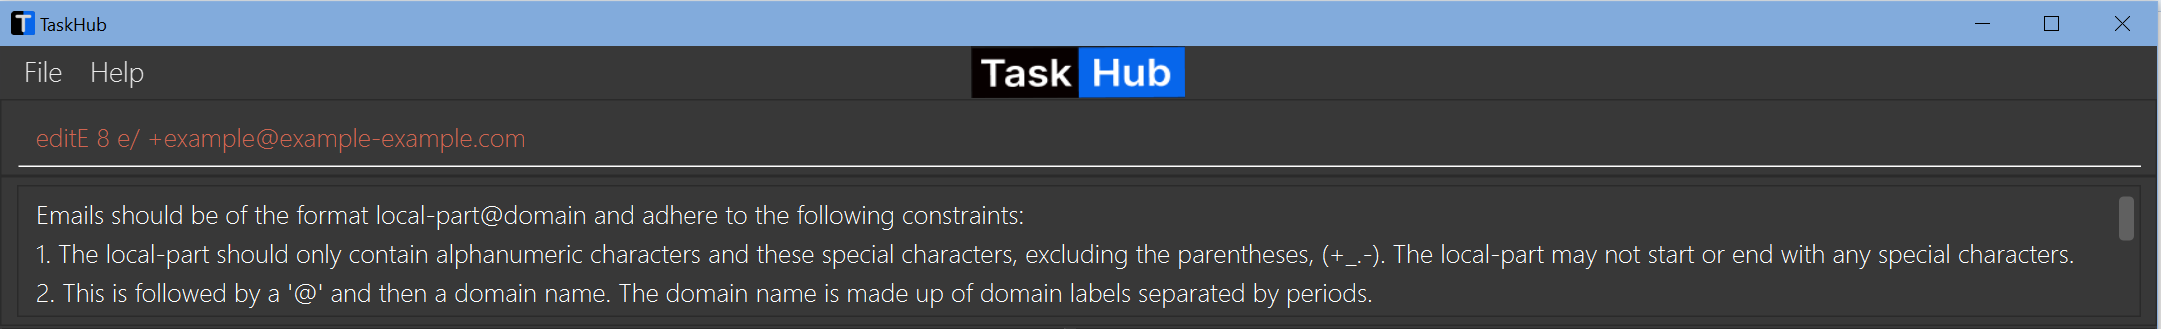 T TaskHub
File Help Task Hub
editE 8 e/ +example@example-example.com
Emails should be of the format local-part@domain and adhere to the following constraints:
1. The local-part should only contain alphanumeric characters and these special characters, excluding the parentheses, (+_.-). The local-part may not start or end with any special characters.
2. This is followed by a '@' and then a domain name. The domain name is made up of domain labels separated by periods.